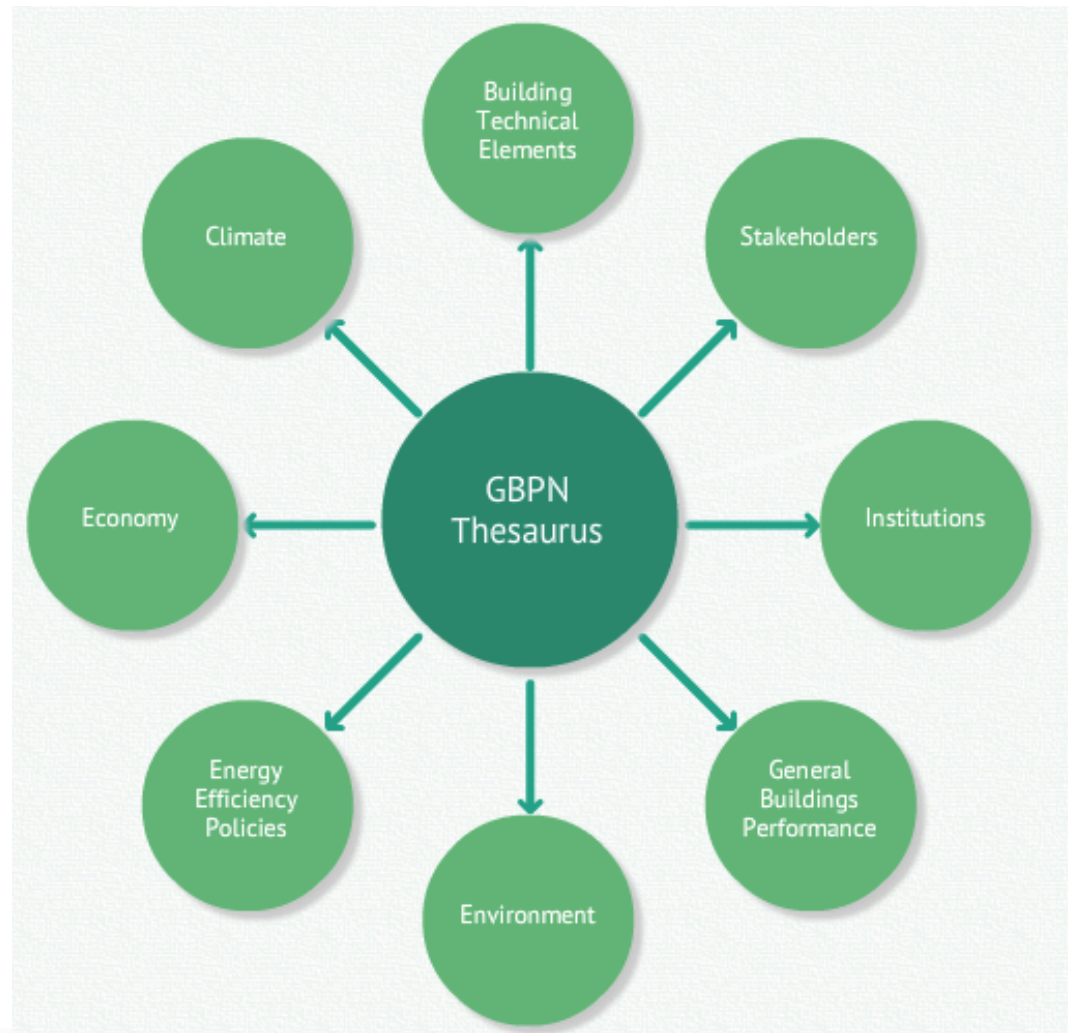 Building
Technical
Elements
Climate
Stakeholders
GBPN
Thesaurus
Economy
Institutions
Energy
Efficiency
Policies
General
Buildings
Performance
Environment